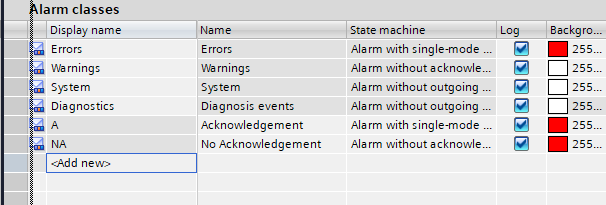 Alarm classes
Display name Name State machine Log Backgro...
Errors Errors Alarm with single-mode ... 255...
Warnings Warnings Alarm without acknowle... 255...
System System Alarm without outgoing ... 255...
Diagnostics Diagnosis events Alarm without outgoing ... 255...
A Acknowledgement Alarm with single-mode ... 255...
NA No Acknowledgement Alarm without acknowle... 255...
<Add new>